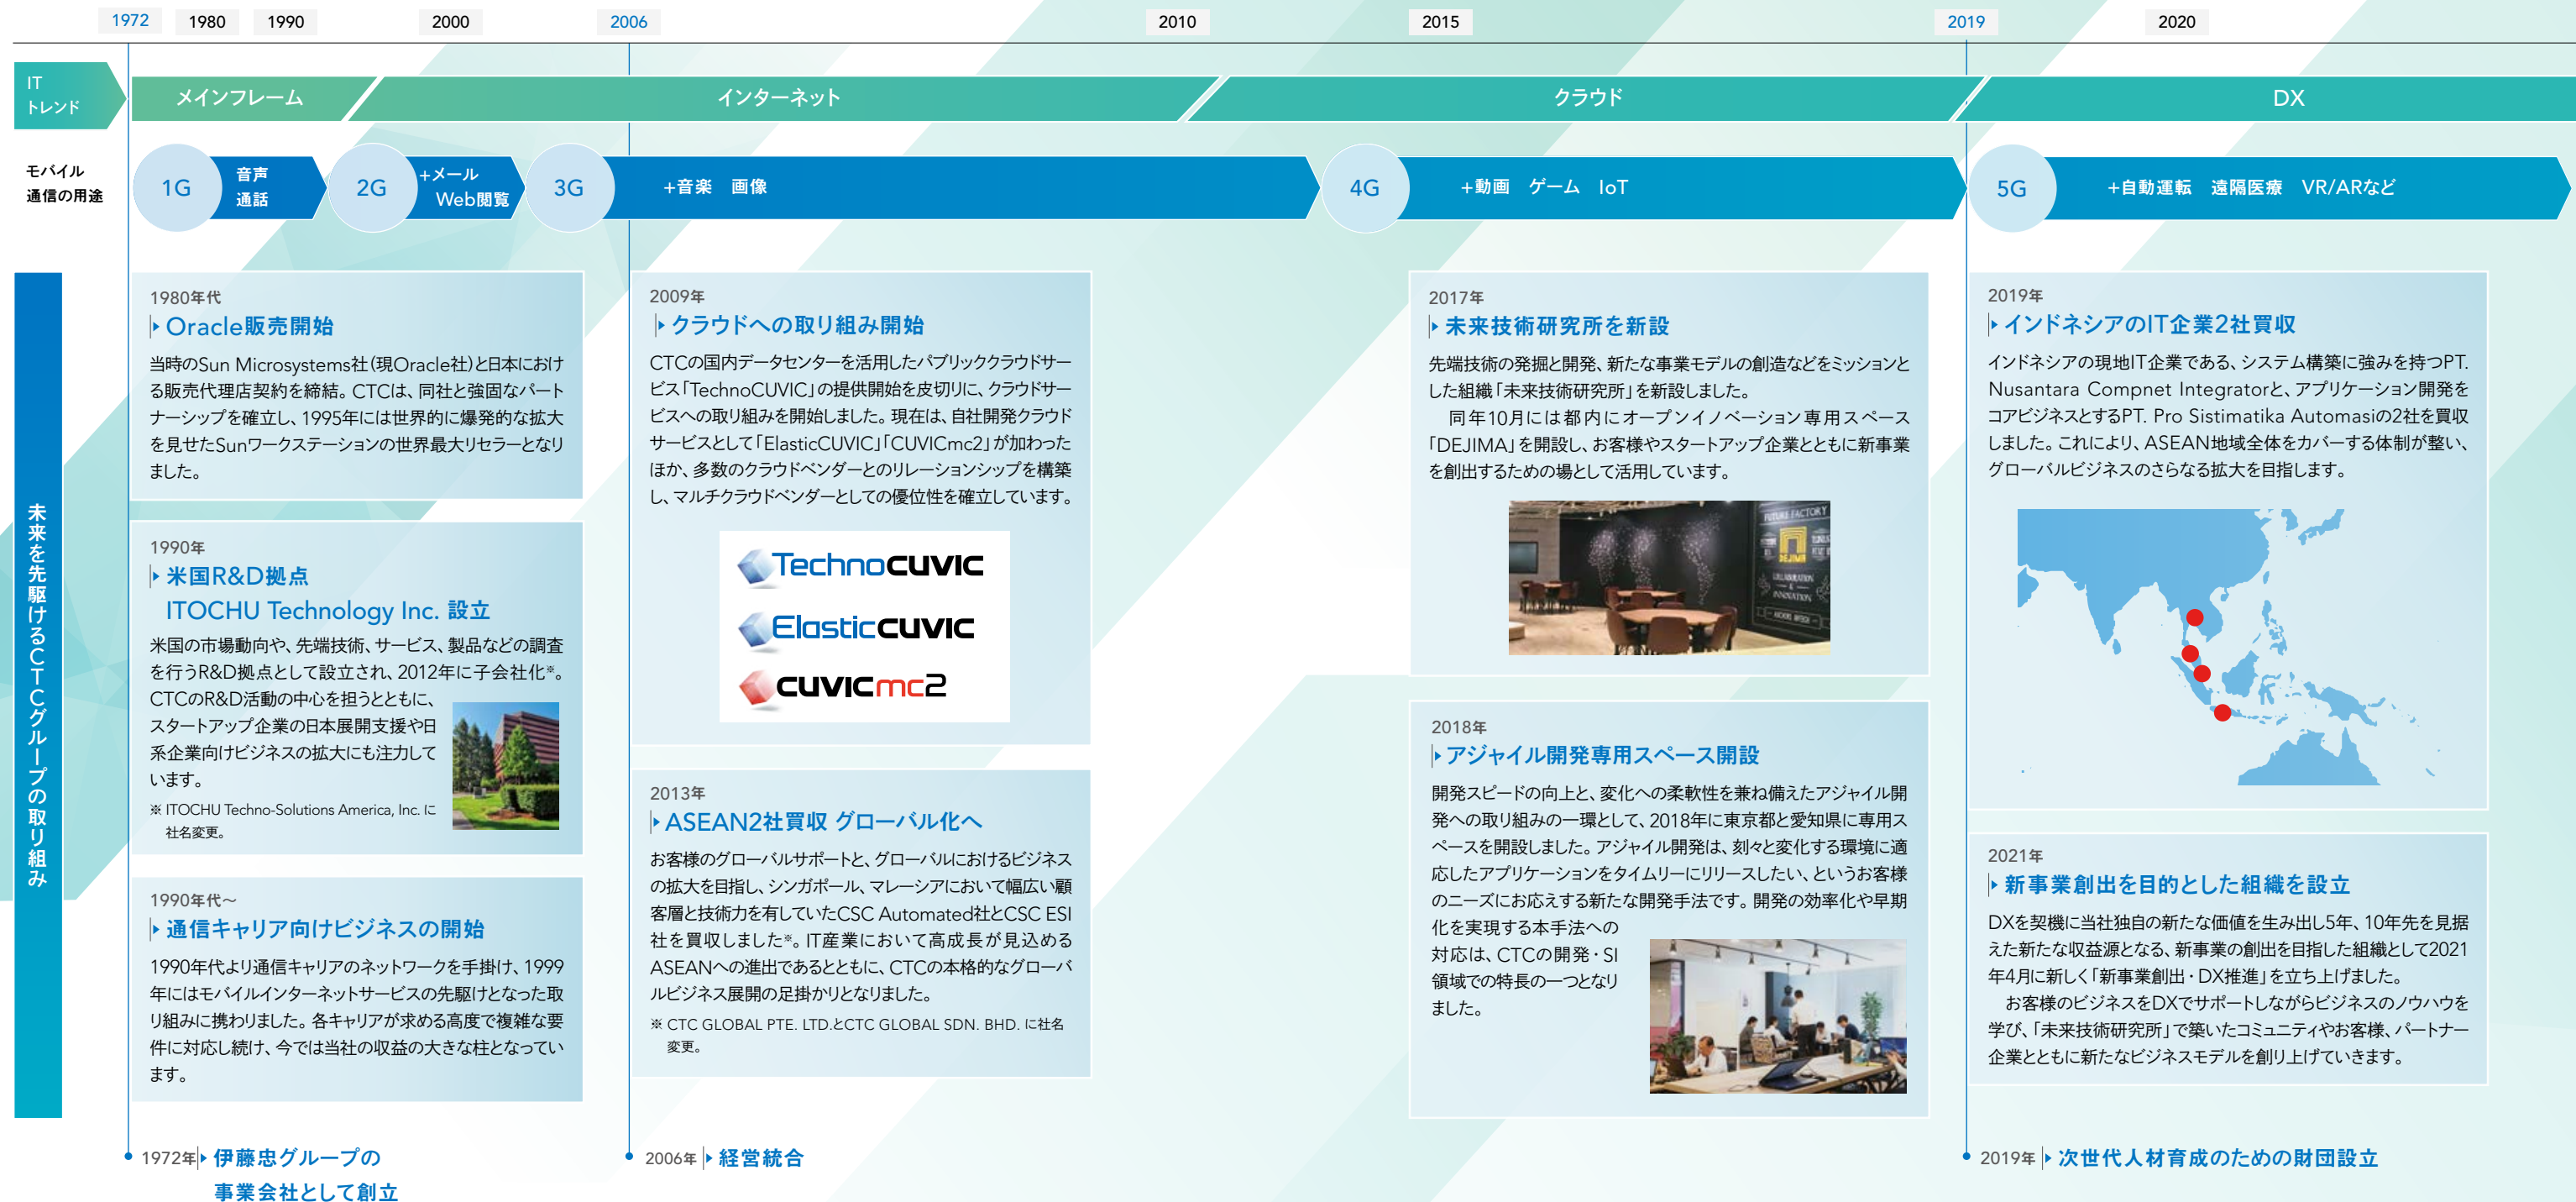 1972
1980
1990
2000
2006
2010
2015
2019
2020
IT
トレンド
メインフレーム
インターネット
クラウド
DX
モバイル
通信の用途
1G
音声
通話
2G
+メール
Web閲覧
3G
+音楽　画像
4G
+動画　ゲーム　IoT
5G
+自動運転　遠隔医療　VR/ARなど
未来を先駆けるCTCグループの取り組み
1980年代
Oracle販売開始
当時のSun Microsystems社（現Oracle社）と日本におけ
る販売代理店契約を締結。CTCは、同社と強固なパート
ナーシップを確立し、1995年には世界的に爆発的な拡大
を見せたSunワークステーションの世界最大リセラーとなり
ました。
1990年
米国R&D拠点
ITOCHU Technology Inc. 設立
米国の市場動向や、先端技術、サービス、製品などの調査
を行うR&D拠点として設立され、2012年に子会社化※。
CTCのR&D活動の中心を担うとともに、
スタートアップ企業の日本展開支援や日
系企業向けビジネスの拡大にも注力して
います。
※ ITOCHU Techno-Solutions America, Inc. に
社名変更。
1990年代～
通信キャリア向けビジネスの開始
1990年代より通信キャリアのネットワークを手掛け、1999
年にはモバイルインターネットサービスの先駆けとなった取
り組みに携わりました。各キャリアが求める高度で複雑な要
件に対応し続け、今では当社の収益の大きな柱となってい
ます。
2009年
クラウドへの取り組み開始
CTCの国内データセンターを活用したパブリッククラウドサー
ビス「TechnoCUVIC」の提供開始を皮切りに、クラウドサー
ビスへの取り組みを開始しました。現在は、自社開発クラウド
サービスとして「ElasticCUVIC」「CUVICmc2」が加わった
ほか、多数のクラウドベンダーとのリレーションシップを構築
し、マルチクラウドベンダーとしての優位性を確立しています。
TechnoCUVIC
ElasticCUVIC
CUVICmc2
2013年
ASEAN2社買収 グローバル化へ
お客様のグローバルサポートと、グローバルにおけるビジネス
の拡大を目指し、シンガポール、マレーシアにおいて幅広い顧
客層と技術力を有していたCSC Automated社とCSC ESI
社を買収しました※。IT産業において高成長が見込める
ASEANへの進出であるとともに、CTCの本格的なグローバ
ルビジネス展開の足掛かりとなりました。
※ CTC GLOBAL PTE. LTD.とCTC GLOBAL SDN. BHD. に社名
変更。
2017年
未来技術研究所を新設
先端技術の発掘と開発、新たな事業モデルの創造などをミッションと
した組織「未来技術研究所」を新設しました。
　同年10月には都内にオープンイノベーション専用スペース
「DEJIMA」を開設し、お客様やスタートアップ企業とともに新事業
を創出するための場として活用しています。
FUTURE FACTORY
DEJIMA
COLLABORATION
&
INNOVATION
2018年
アジャイル開発専用スペース開設
開発スピードの向上と、変化への柔軟性を兼ね備えたアジャイル開
発への取り組みの一環として、2018年に東京都と愛知県に専用ス
ペースを開設しました。アジャイル開発は、刻々と変化する環境に適
応したアプリケーションをタイムリーにリリースしたい、というお客様
のニーズにお応えする新たな開発手法です。開発の効率化や早期
化を実現する本手法への
対応は、CTCの開発・SI
領域での特長の一つとなり
ました。
2019年
インドネシアのIT企業2社買収
インドネシアの現地IT企業である、システム構築に強みを持つPT.
Nusantara Compnet Integratorと、アプリケーション開発を
コアビジネスとするPT. Pro Sistimatika Automasiの2社を買収
しました。これにより、ASEAN地域全体をカバーする体制が整い、
グローバルビジネスのさらなる拡大を目指します。
2021年
新事業創出を目的とした組織を設立
DXを契機に当社独自の新たな価値を生み出し5年、10年先を見据
えた新たな収益源となる、新事業の創出を目指した組織として2021
年4月に新しく「新事業創出・DX推進」を立ち上げました。
　お客様のビジネスをDXでサポートしながらビジネスのノウハウを
学び、「未来技術研究所」で築いたコミュニティやお客様、パートナー
企業とともに新たなビジネスモデルを創り上げていきます。
1972年 伊藤忠グループの
事業会社として創立
2006年 経営統合
2019年 次世代人材育成のための財団設立